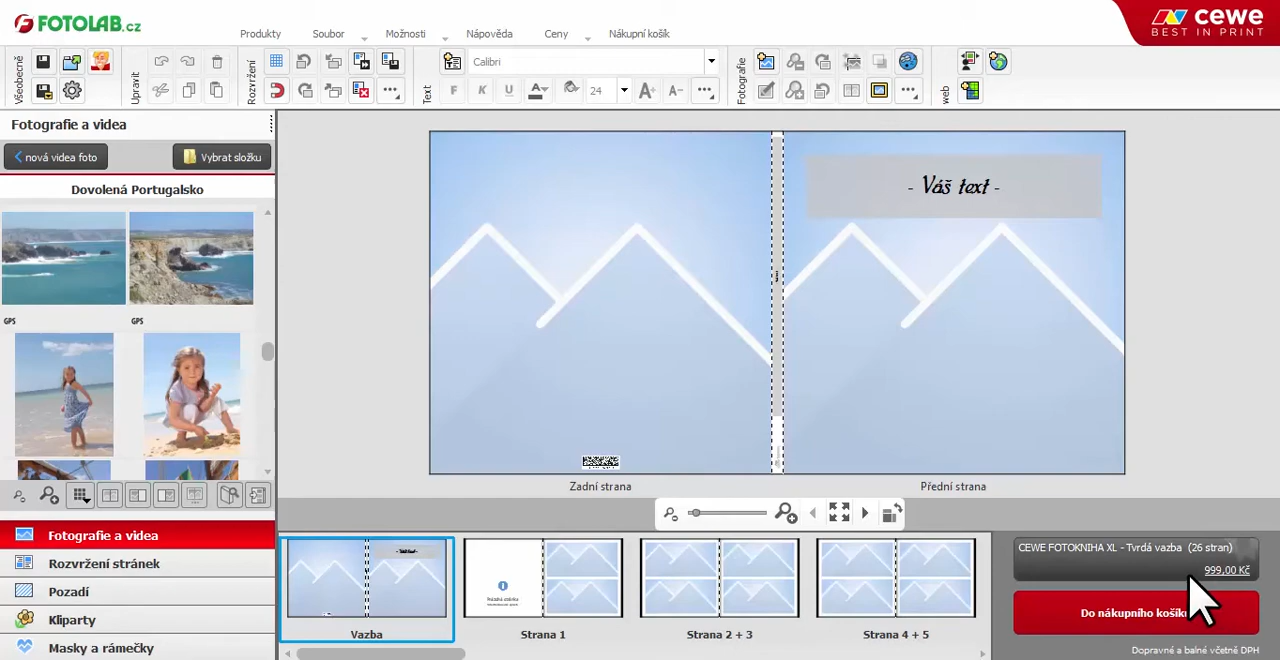 FOTOLAB.cz
cewe
BEST IN PRINT
Produkty
Soubor
Možnosti
Nápověda
Ceny
Nákupní košík
Všeobecně
Upravit
Rozvržení
Text
Calibri
F K U A 24 A+ A-
Fotografie
web
Fotografie a videa
nová videa foto
Vybrat složku
Dovolená Portugalsko
GPS
GPS
- Váš text -
Zadní strana
Přední strana
Fotografie a videa
Rozvržení stránek
Pozadí
Kliparty
Masky a rámečky
- Váš text -
Vazba
Strana 1
Strana 2 + 3
Strana 4 + 5
CEWE FOTOKNIHA XL - Tvrdá vazba (26 stran)
999,00 Kč
Do nákupního košíku
Dopravné a balné včetně DPH